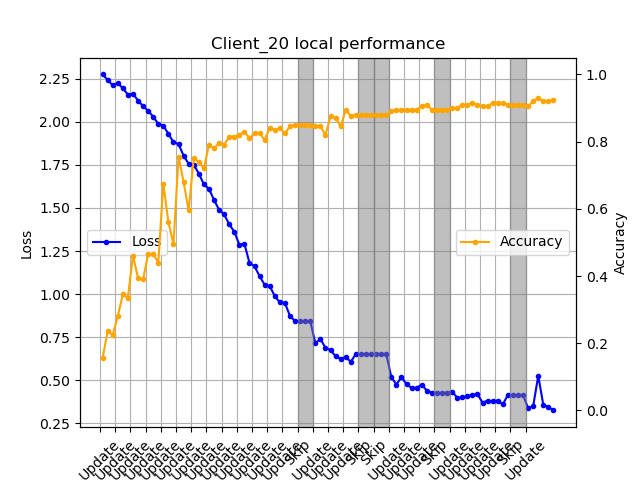 Client_20 local performance
2.25
2.00
1.75
1.50
1.25
1.00
0.75
0.50
0.25
Loss
Loss
Accuracy
1.0
0.8
0.6
0.4
0.2
0.0
Accuracy
Update
Update
Update
Update
Update
Update
Update
Update
Update
Update
Update
Update
Update
Skip
Update
Update
Update
Skip
Skip
Update
Update
Update
Skip
Update
Update
Update
Update
Skip
Update